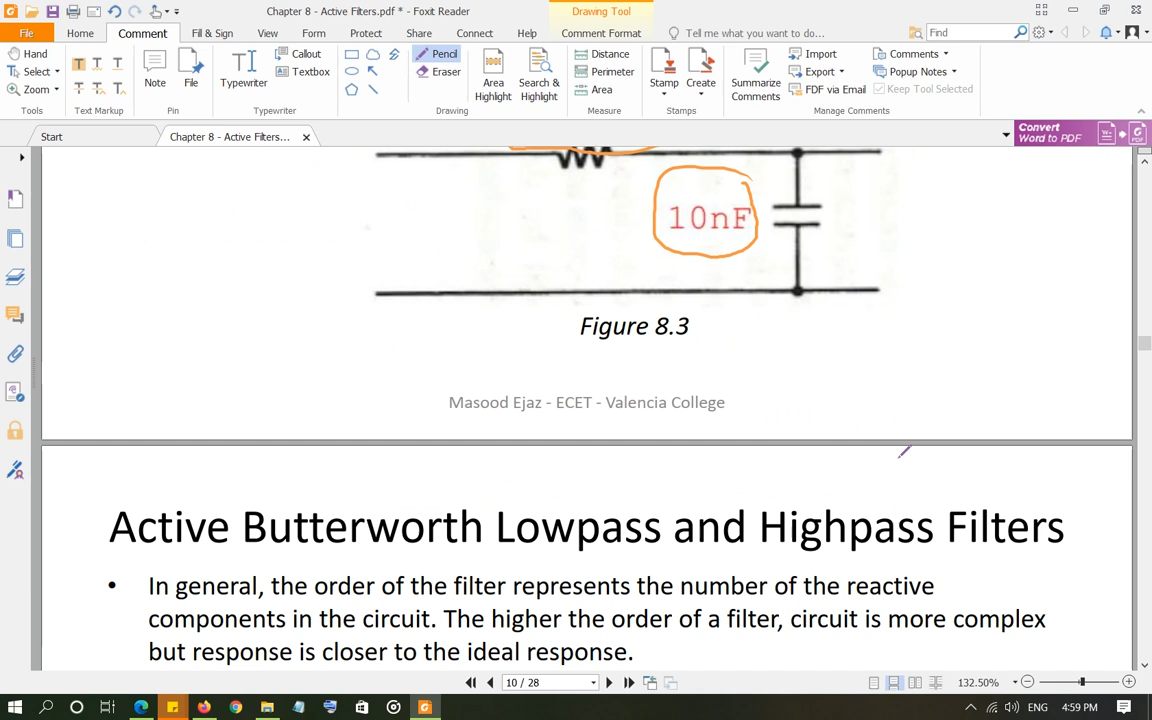 Chapter 8 - Active Filters.pdf * - Foxit Reader
Drawing Tool
File
Home
Comment
Fill & Sign
View
Form
Protect
Share
Connect
Help
Comment Format
Tell me what you want to do...
Find
Hand
Select
Zoom
Tools
Text Markup
Note
File
Pin
Typewriter
Callout
Textbox
Typewriter
Pencil
Eraser
Drawing
Area Highlight
Search & Highlight
Distance
Perimeter
Area
Measure
Stamp
Create
Stamps
Summarize Comments
Import
Export
FDF via Email
Comments
Popup Notes
Keep Tool Selected
Manage Comments
Start
Chapter 8 - Active Filters...
Convert
Word to PDF
10nF
Figure 8.3
Masood Ejaz - ECET - Valencia College
Active Butterworth Lowpass and Highpass Filters
• In general, the order of the filter represents the number of the reactive
components in the circuit. The higher the order of a filter, circuit is more complex
but response is closer to the ideal response.
10 / 28
132.50%
ENG
4:59 PM